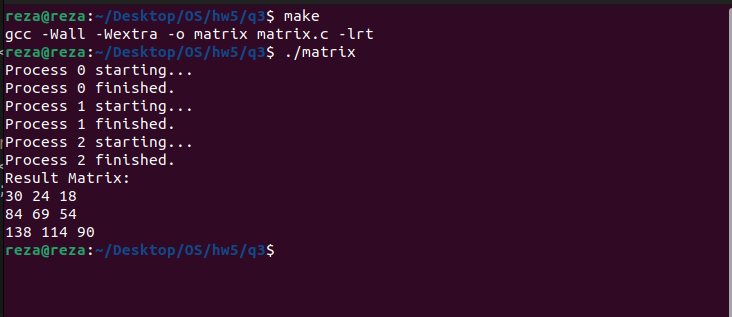 reza@reza:~/Desktop/OS/hw5/q3$ make
gcc -Wall -Wextra -o matrix matrix.c -lrt
reza@reza:~/Desktop/OS/hw5/q3$ ./matrix
Process 0 starting...
Process 0 finished.
Process 1 starting...
Process 1 finished.
Process 2 starting...
Process 2 finished.
Result Matrix:
30 24 18
84 69 54
138 114 90
reza@reza:~/Desktop/OS/hw5/q3$